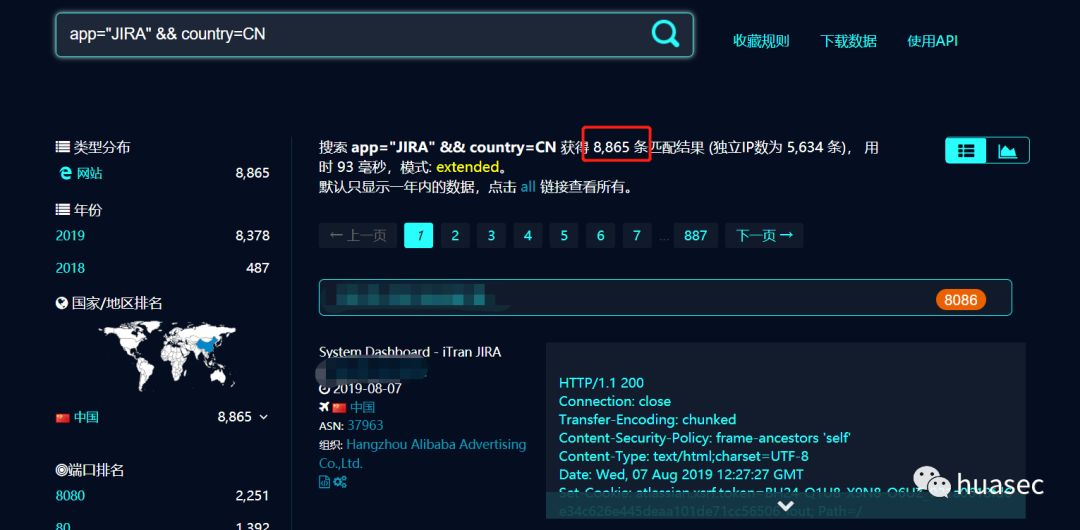 app="JIRA" && country=CN
收藏规则 下载数据 使用API
类型分布
网站 8,865
年份
2019 8,378
2018 487
国家/地区排名
中国 8,865
端口排名
8080 2,251
80 1,392
搜索 app="JIRA" && country=CN 获得 8,865 条匹配结果 (独立IP数为 5,634 条)， 用
时 93 毫秒，模式: extended。
默认只显示一年内的数据，点击 all 链接查看所有。
←上一页 1 2 3 4 5 6 7 ... 887 下一页→
8086
System Dashboard - iTran JIRA
2019-08-07
中国
ASN: 37963
组织: Hangzhou Alibaba Advertising
Co.,Ltd.
HTTP/1.1 200
Connection: close
Transfer-Encoding: chunked
Content-Security-Policy: frame-ancestors 'self'
Content-Type: text/html;charset=UTF-8
Date: Wed, 07 Aug 2019 12:27:27 GMT
Set-Cookie:
Path=/
huasec